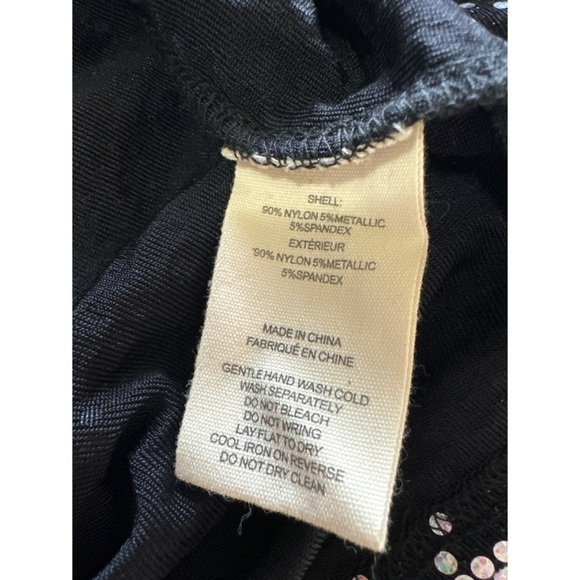 SHELL:
90% NYLON 5%METALLIC
5%SPANDEX
EXTÉRIEUR
90% NYLON 5%METALLIC
5%SPANDEX
MADE IN CHINA
FABRIQUÉ EN CHINE
GENTLE HAND WASH COLD
WASH SEPARATELY
DO NOT BLEACH
DO NOT WRING
LAY FLAT TO DRY
COOL IRON ON REVERSE
DO NOT DRY CLEAN